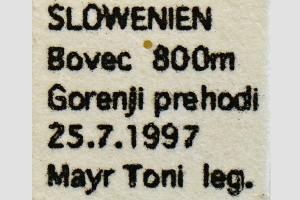 SLOWENIEN
Bovec 800m
Gorenji prehodi
25.7.1997
Mayr Toni leg.